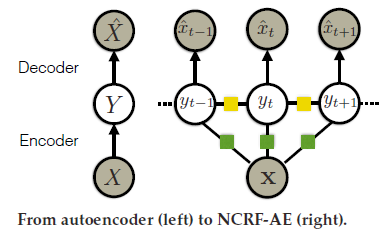 X̂ x̂t−1 x̂t x̂t+1
Decoder
Y yt−1 yt yt+1
Encoder
X x
From autoencoder (left) to NCRF-AE (right).